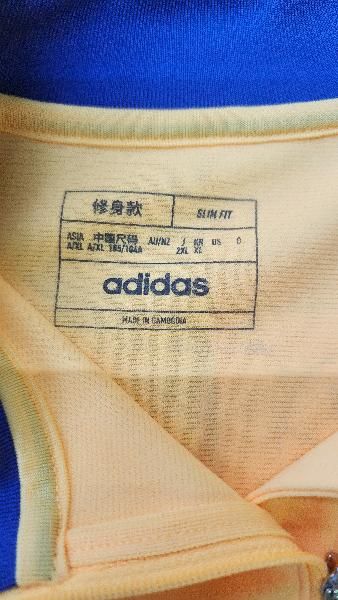 修身款 SLIM FIT
ASIA 中國尺码 AU/NZ J KR US
A/XL A/XL 185/104A 2XL XL
adidas
MADE IN CAMBODIA